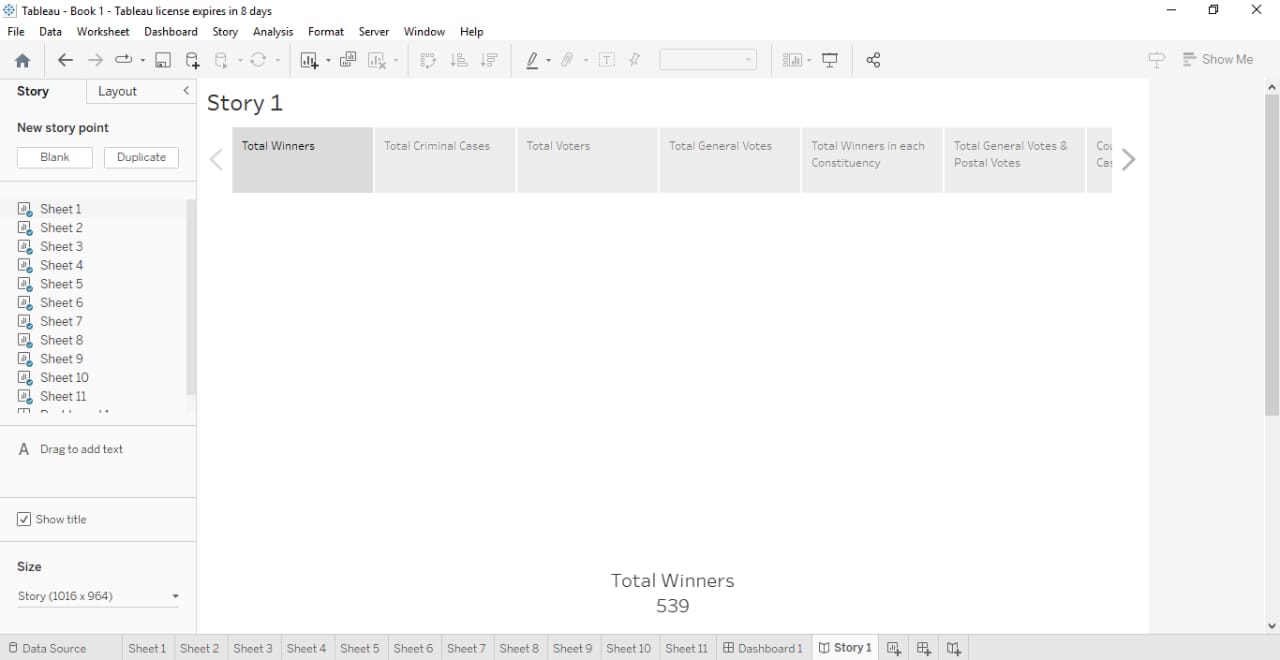 Tableau - Book 1 - Tableau license expires in 8 days
File Data Worksheet Dashboard Story Analysis Format Server Window Help
Show Me
Story Layout
New story point
Blank Duplicate
Sheet 1
Sheet 2
Sheet 3
Sheet 4
Sheet 5
Sheet 6
Sheet 7
Sheet 8
Sheet 9
Sheet 10
Sheet 11
A Drag to add text
Show title
Size
Story (1016 x 964)
Story 1
Total Winners
Total Criminal Cases
Total Voters
Total General Votes
Total Winners in each
Constituency
Total General Votes &
Postal Votes
Total Winners
539
Data Source Sheet 1 Sheet 2 Sheet 3 Sheet 4 Sheet 5 Sheet 6 Sheet 7 Sheet 8 Sheet 9 Sheet 10 Sheet 11 Dashboard 1 Story 1